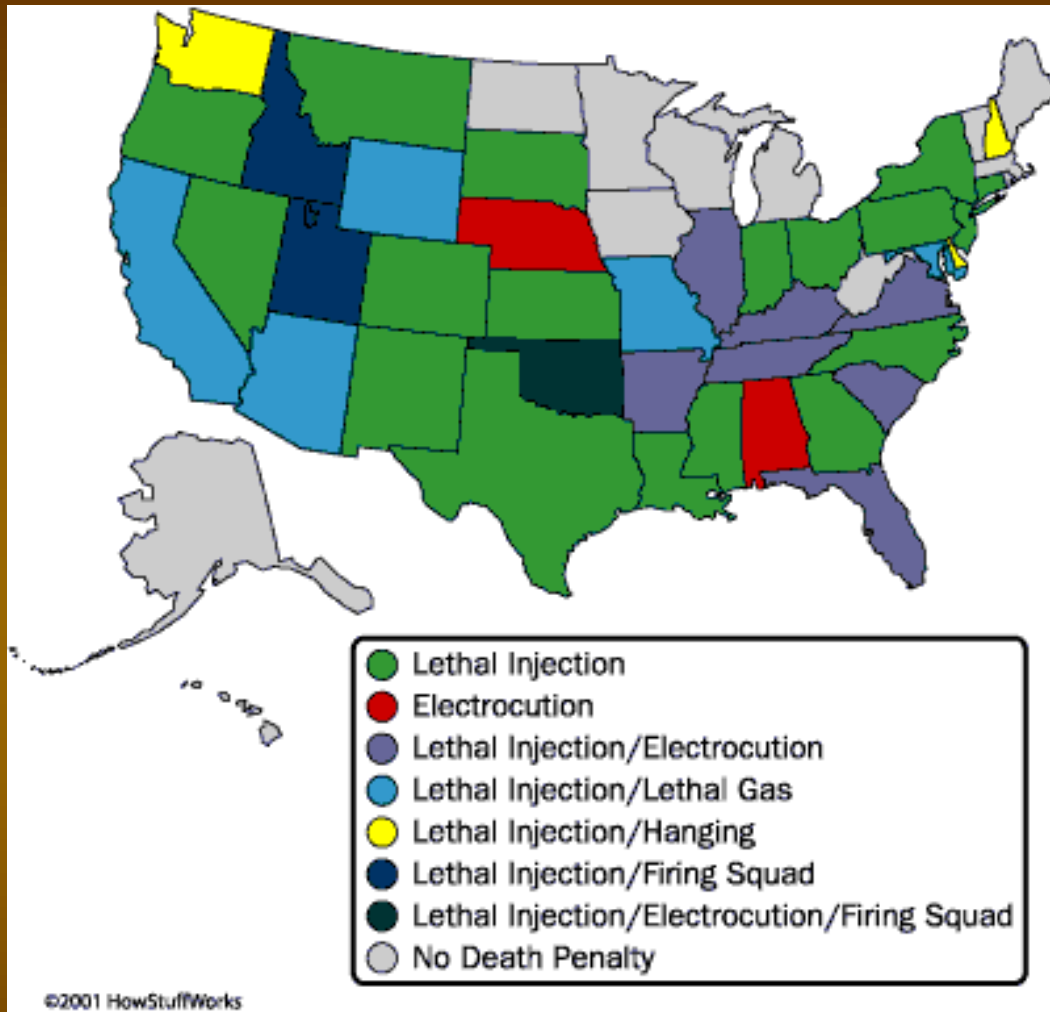 Lethal Injection
Electrocution
Lethal Injection/Electrocution
Lethal Injection/Lethal Gas
Lethal Injection/Hanging
Lethal Injection/Firing Squad
Lethal Injection/Electrocution/Firing Squad
No Death Penalty
©2001 HowStuffWorks